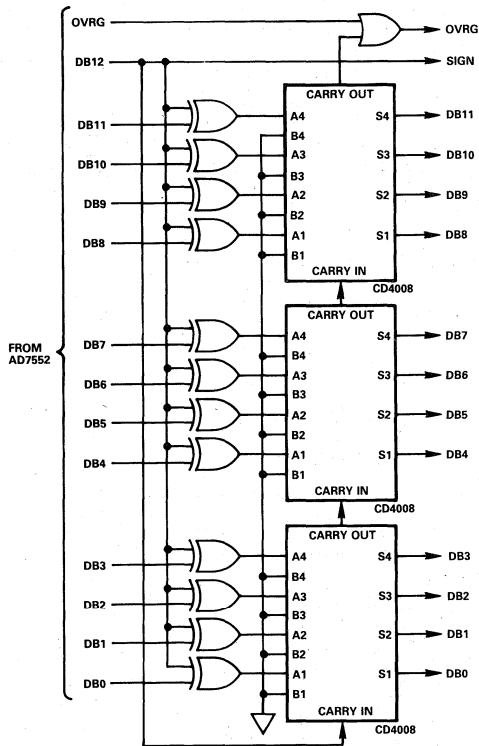 OVRG OVRG
DB12 SIGN
CARRY OUT
DB11 A4 S4 DB11
B4
DB10 A3 S3 DB10
B3
DB9 A2 S2 DB9
B2
DB8 A1 S1 DB8
B1
CARRY IN
CD4008
CARRY OUT
DB7 A4 S4 DB7
B4
FROM
AD7552
DB6 A3 S3 DB6
B3
DB5 A2 S2 DB5
B2
DB4 A1 S1 DB4
B1
CARRY IN
CD4008
CARRY OUT
DB3 A4 S4 DB3
B4
DB2 A3 S3 DB2
B3
DB1 A2 S2 DB1
B2
DB0 A1 S1 DB0
B1
CARRY IN
CD4008